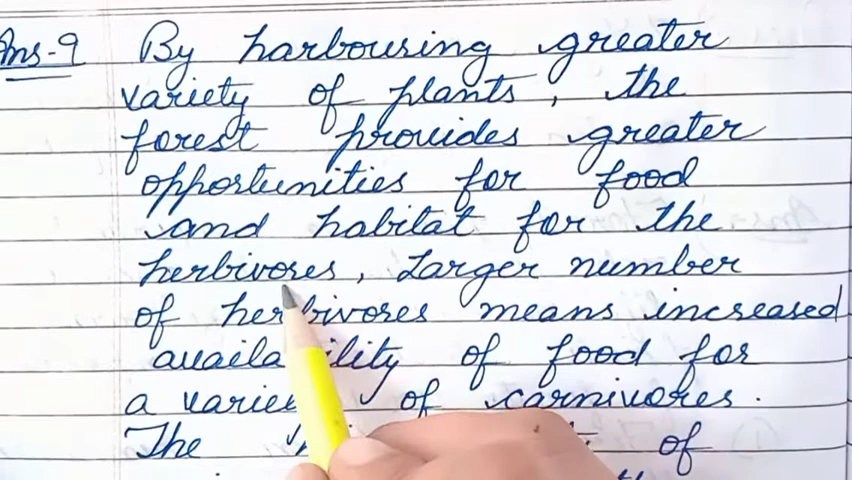 Ans-9 By harbouring greater
variety of plants, the
forest provides greater
opportunities for food
and habitat for the
herbivores, Larger number
of herbivores means increased
availability of food for
a of carnivores.
The of